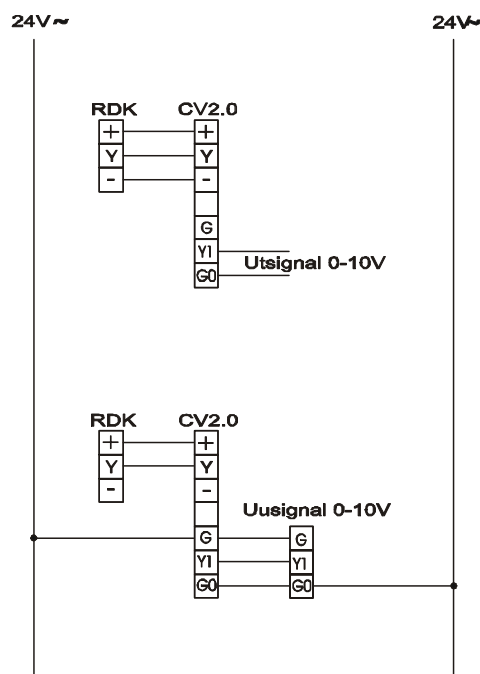 24V~ 24V~
RDK CV2.0
+ +
Y Y
- -
G
Y1
Utsignal 0-10V
G0
RDK CV2.0
+ +
Y Y
- -
Uusignal 0-10V
G G
Y1 Y1
G0 G0